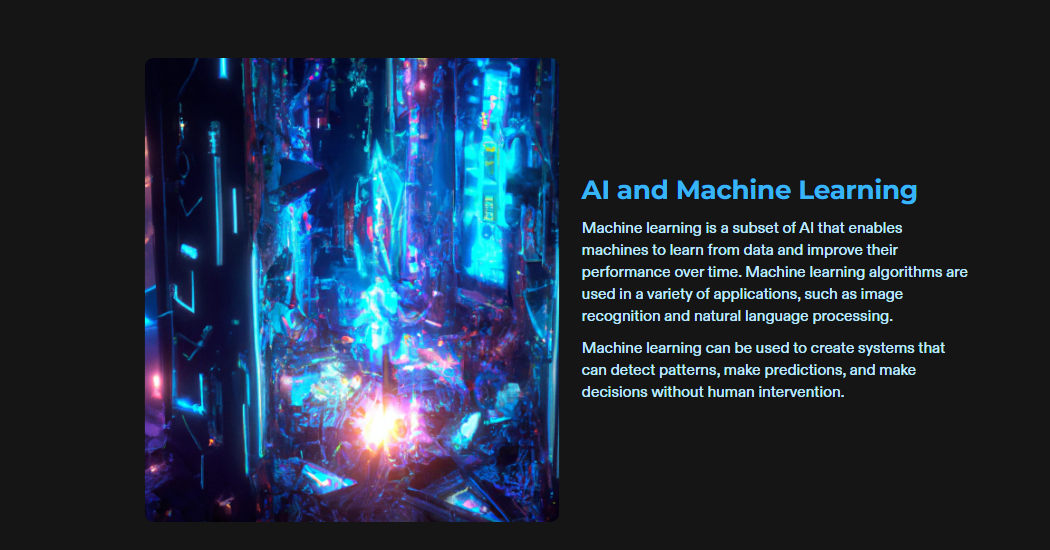 AI and Machine Learning
Machine learning is a subset of AI that enables
machines to learn from data and improve their
performance over time. Machine learning algorithms are
used in a variety of applications, such as image
recognition and natural language processing.
Machine learning can be used to create systems that
can detect patterns, make predictions, and make
decisions without human intervention.